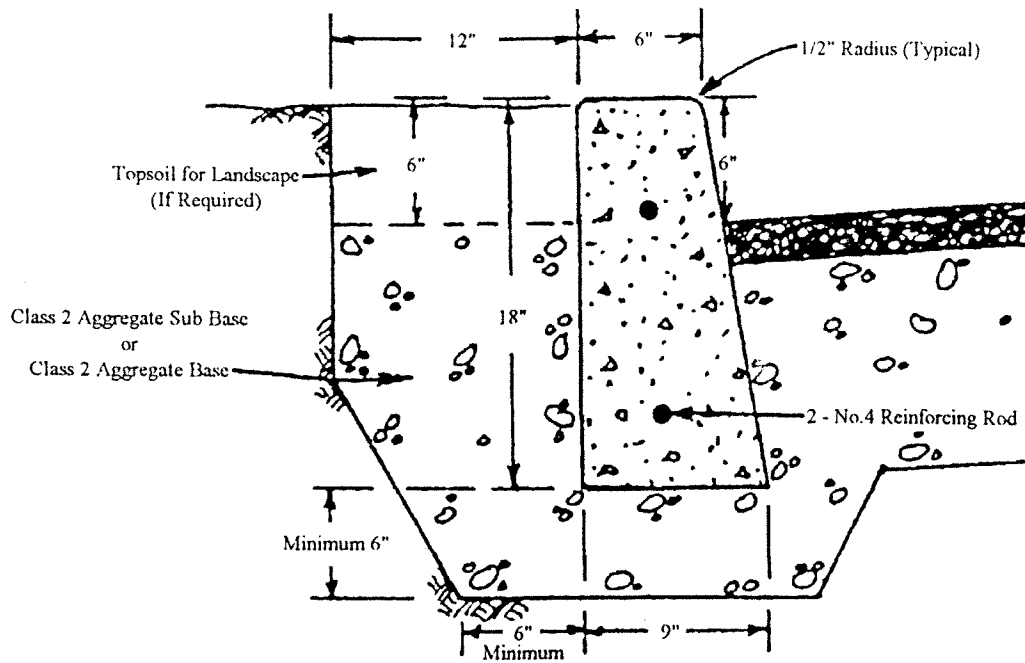 12"
6"
1/2" Radius (Typical)
6"
6"
Topsoil for Landscape
(If Required)
18"
Class 2 Aggregate Sub Base
or
Class 2 Aggregate Base
2 - No.4 Reinforcing Rod
Minimum 6"
6"
Minimum
9"